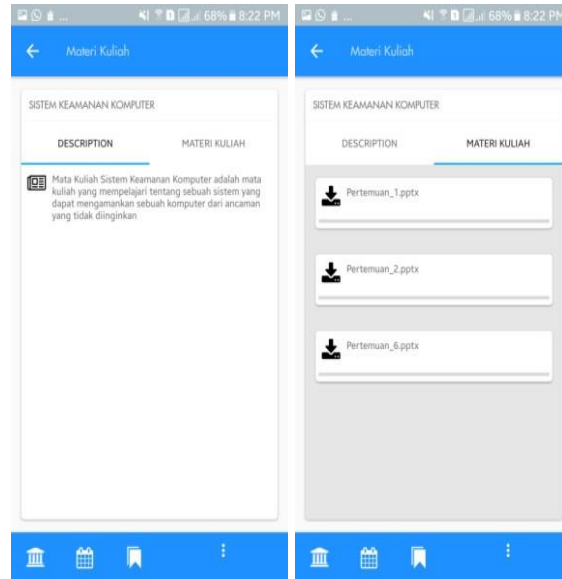 ... 68% 8:22 PM
Materi Kuliah
SISTEM KEAMANAN KOMPUTER
DESCRIPTION MATERI KULIAH
Mata Kuliah Sistem Keamanan Komputer adalah mata
kuliah yang mempelajari tentang sebuah sistem yang
dapat mengamankan sebuah komputer dari ancaman
yang tidak diinginkan
... 68% 8:22 PM
Materi Kuliah
SISTEM KEAMANAN KOMPUTER
DESCRIPTION MATERI KULIAH
Pertemuan_1.pptx
Pertemuan_2.pptx
Pertemuan_6.pptx